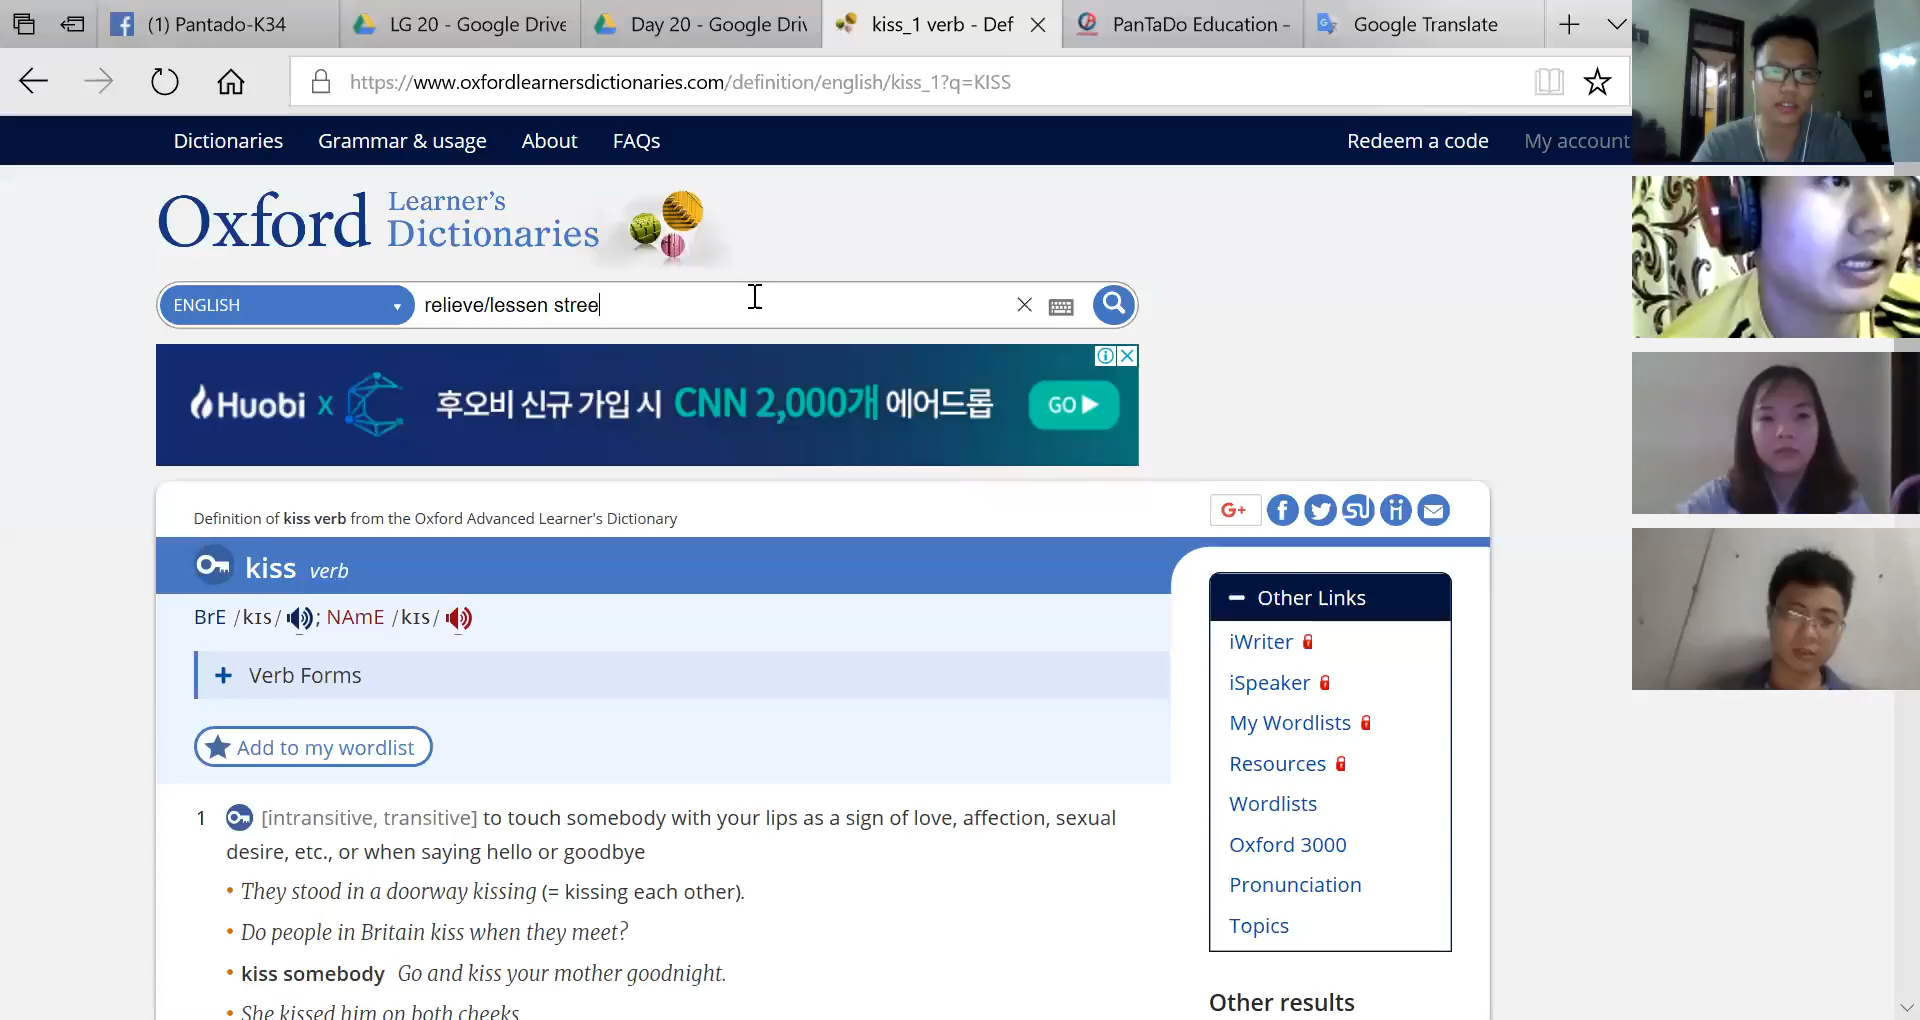 (1) Pantado-K34
LG 20 - Google Drive
Day 20 - Google Driv
kiss_1 verb - Def
PanTaDo Education -
Google Translate
https://www.oxfordlearnersdictionaries.com/definition/english/kiss_1?q=KISS
Dictionaries Grammar & usage About FAQs Redeem a code My account
Oxford Learner's Dictionaries
ENGLISH relieve/lessen stree
Huobi x C 후오비 신규 가입 시 CNN 2,000개 에어드롭 GO
Definition of kiss verb from the Oxford Advanced Learner's Dictionary
G+
kiss verb
BrE /kɪs/ ; NAmE /kɪs/
+ Verb Forms
Add to my wordlist
1 [intransitive, transitive] to touch somebody with your lips as a sign of love, affection, sexual
desire, etc., or when saying hello or goodbye
• They stood in a doorway kissing (= kissing each other).
• Do people in Britain kiss when they meet?
• kiss somebody Go and kiss your mother goodnight.
• She kissed him on both cheeks
Other Links
iWriter
iSpeaker
My Wordlists
Resources
Wordlists
Oxford 3000
Pronunciation
Topics
Other results